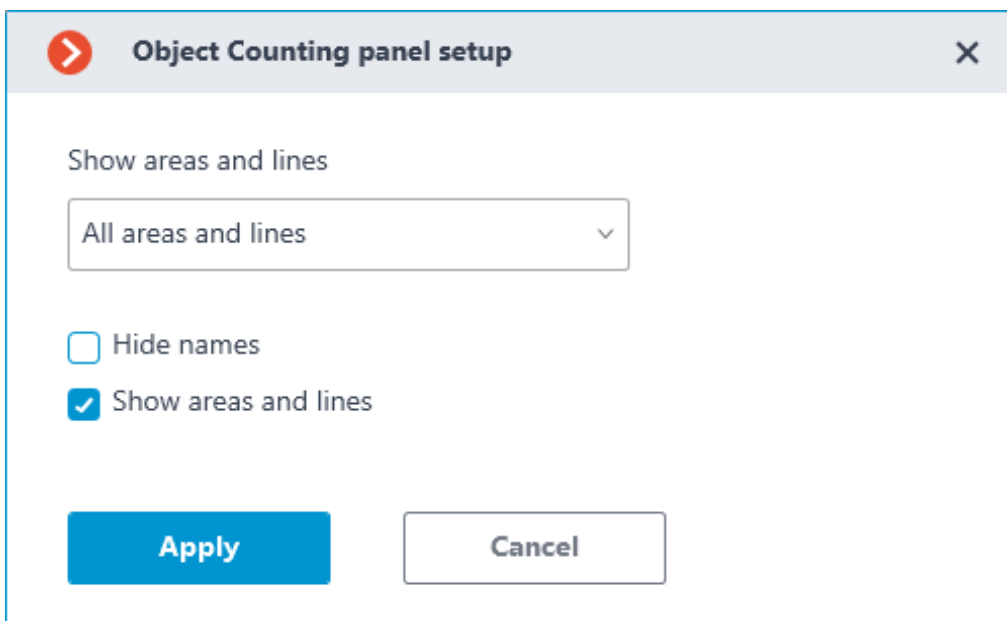 Object Counting panel setup
Show areas and lines
All areas and lines
Hide names
Show areas and lines
Apply
Cancel